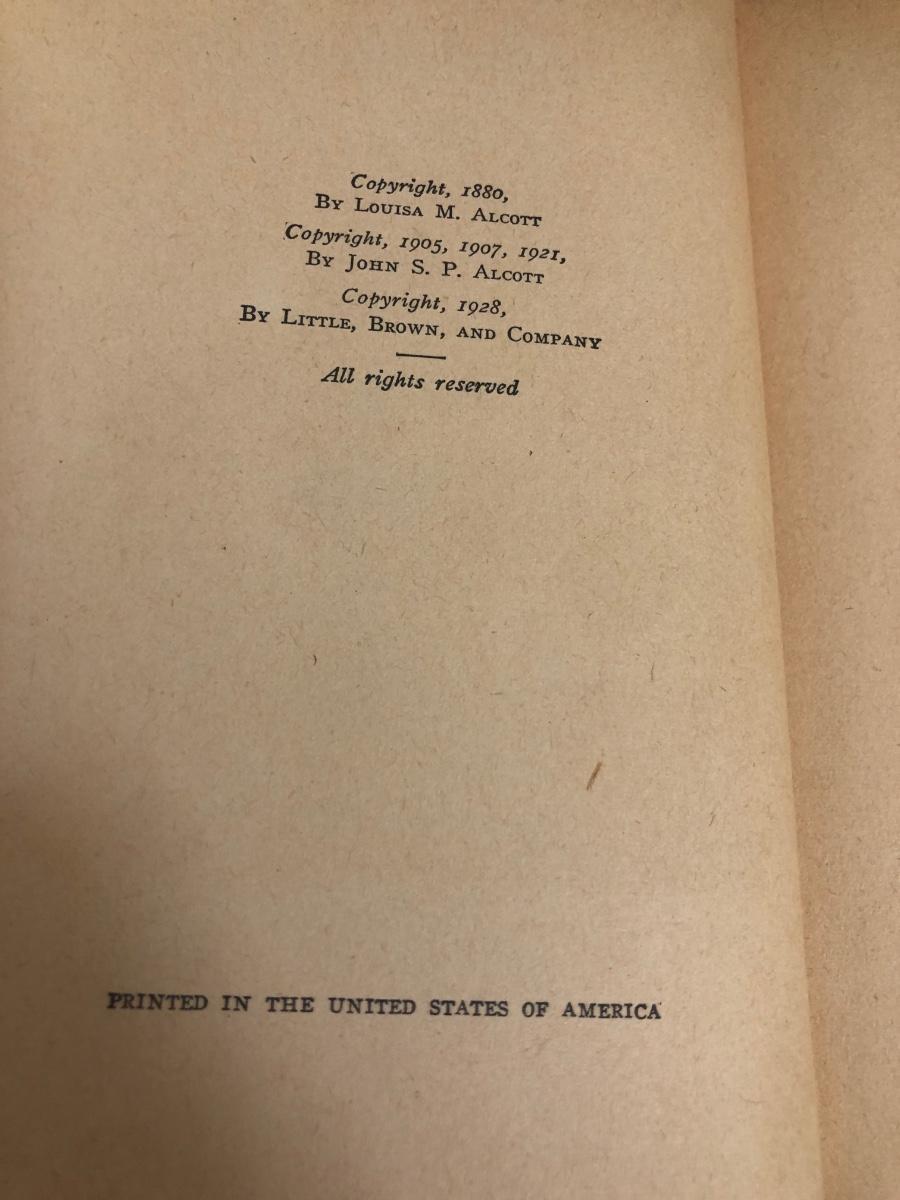 Copyright, 1880,
By Louisa M. Alcott
Copyright, 1905, 1907, 1921,
By John S. P. Alcott
Copyright, 1928,
By Little, Brown, and Company
All rights reserved
PRINTED IN THE UNITED STATES OF AMERICA